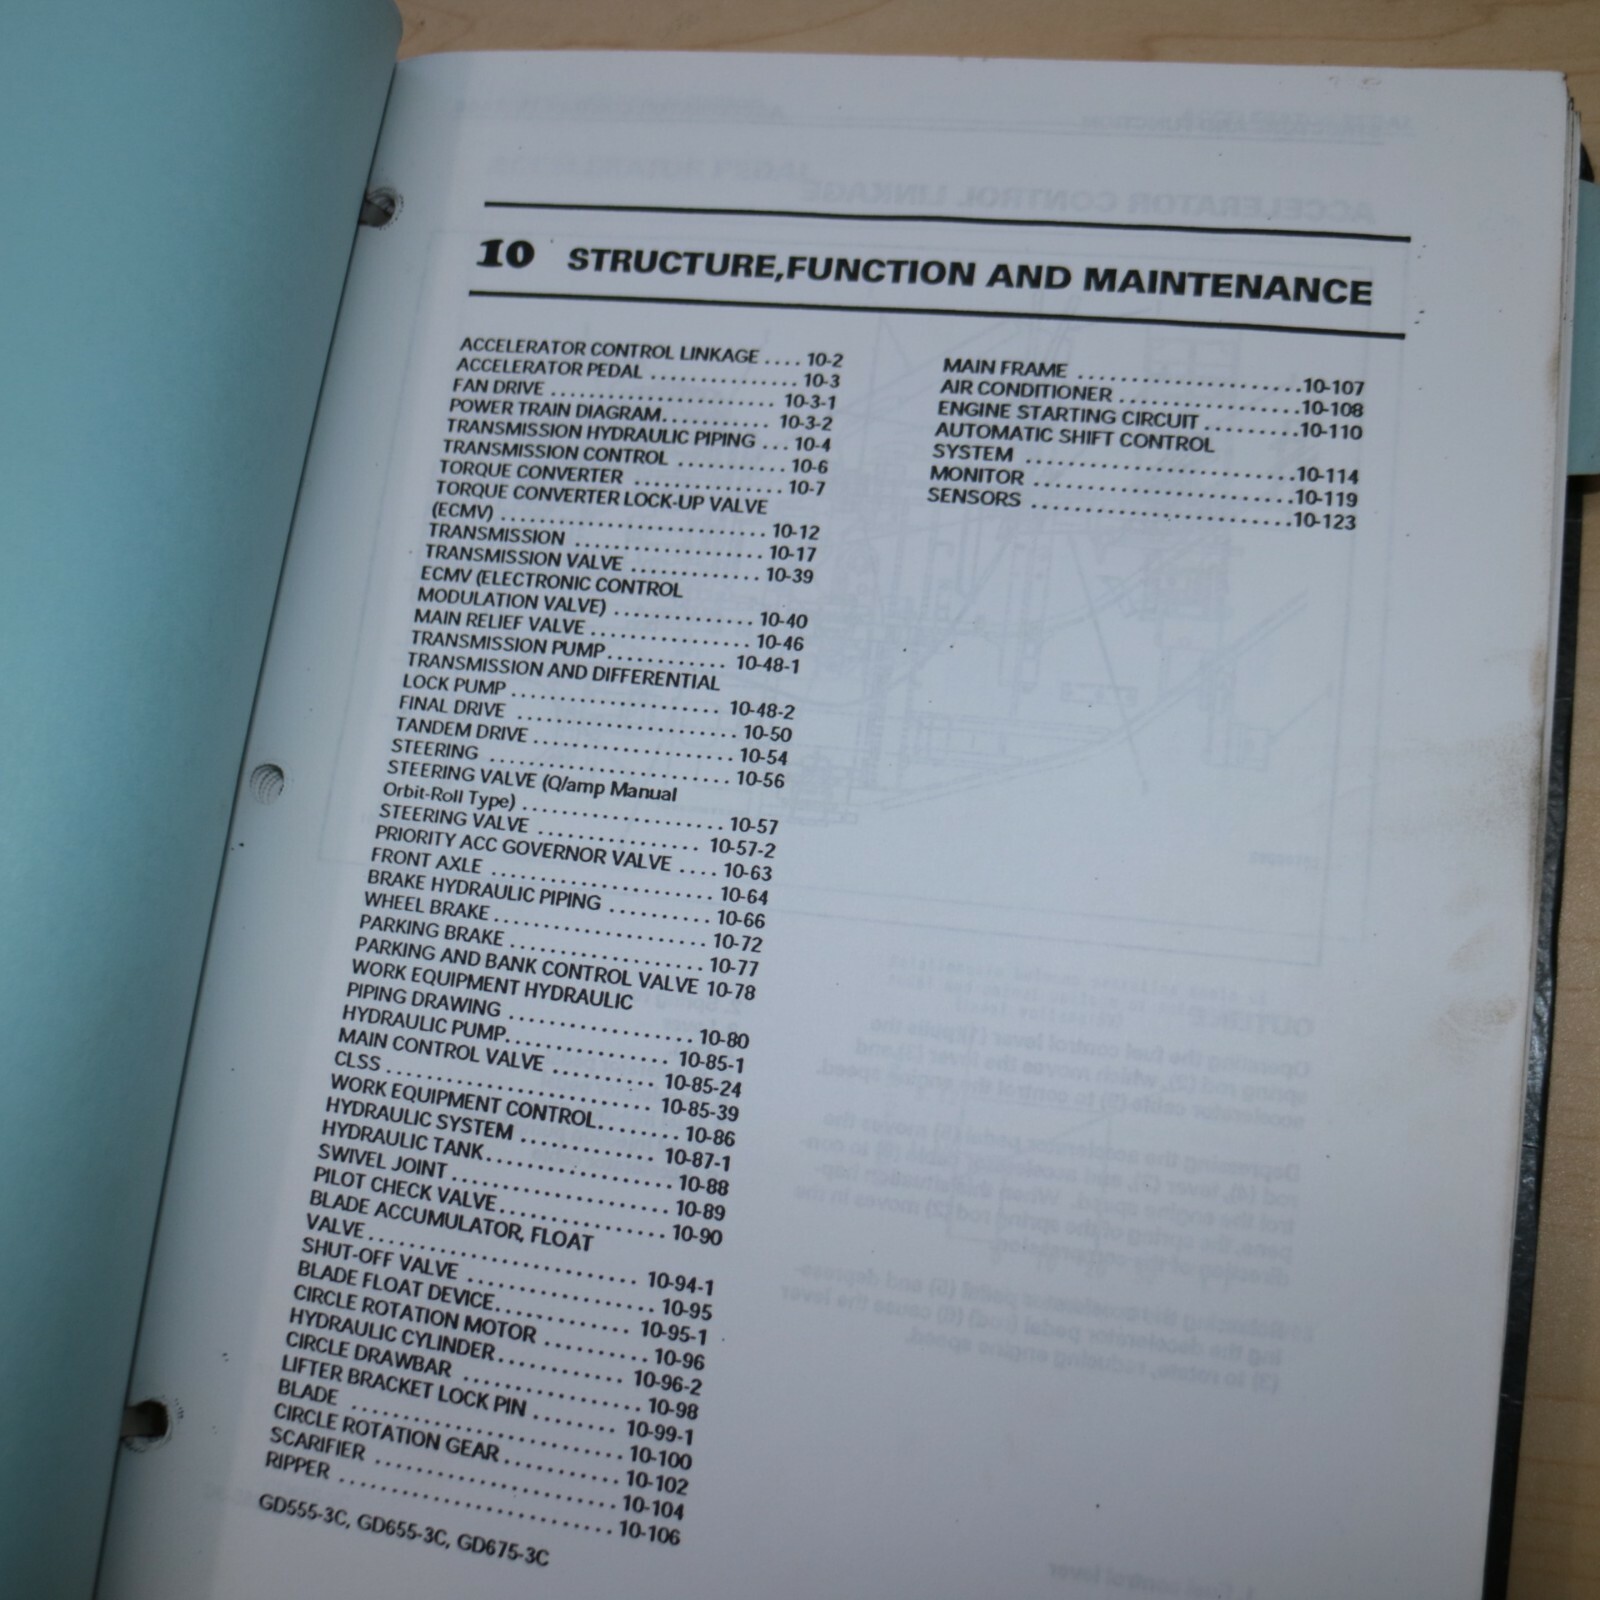 10 STRUCTURE,FUNCTION AND MAINTENANCE
ACCELERATOR CONTROL LINKAGE .... 10-2
ACCELERATOR PEDAL ............... 10-3
FAN DRIVE ....................... 10-3-1
POWER TRAIN DIAGRAM........... 10-3-2
TRANSMISSION HYDRAULIC PIPING ... 10-4
TRANSMISSION CONTROL ........... 10-6
TORQUE CONVERTER ............... 10-7
TORQUE CONVERTER LOCK-UP VALVE
(ECMV) ........................... 10-12
TRANSMISSION ................... 10-17
TRANSMISSION VALVE ............. 10-39
ECMV (ELECTRONIC CONTROL
MODULATION VALVE) .............. 10-40
MAIN RELIEF VALVE ................ 10-46
TRANSMISSION PUMP............ 10-48-1
TRANSMISSION AND DIFFERENTIAL
LOCK PUMP ..................... 10-48-2
FINAL DRIVE ...................... 10-50
TANDEM DRIVE .................... 10-54
STEERING ........................ 10-56
STEERING VALVE (Q/amp Manual
Orbit-Roll Type) .................... 10-57
STEERING VALVE ................ 10-57-2
PRIORITY ACC GOVERNOR VALVE .... 10-63
FRONT AXLE ...................... 10-64
BRAKE HYDRAULIC PIPING .......... 10-66
WHEEL BRAKE..................... 10-72
PARKING BRAKE ................... 10-77
PARKING AND BANK CONTROL VALVE 10-78
WORK EQUIPMENT HYDRAULIC
PIPING DRAWING .................. 10-80
HYDRAULIC PUMP................. 10-85-1
MAIN CONTROL VALVE .......... 10-85-24
CLSS ............................. 10-85-39
WORK EQUIPMENT CONTROL........ 10-86
HYDRAULIC SYSTEM ............. 10-87-1
HYDRAULIC TANK................... 10-88
SWIVEL JOINT...................... 10-89
PILOT CHECK VALVE................ 10-90
BLADE ACCUMULATOR, FLOAT
VALVE........................... 10-94-1
SHUT-OFF VALVE ................... 10-95
BLADE FLOAT DEVICE............. 10-95-1
CIRCLE ROTATION MOTOR .......... 10-96
HYDRAULIC CYLINDER............. 10-96-2
CIRCLE DRAWBAR .................. 10-98
LIFTER BRACKET LOCK PIN ........ 10-99-1
BLADE ........................... 10-100
CIRCLE ROTATION GEAR............ 10-102
SCARIFIER ........................ 10-104
RIPPER ........................... 10-106
MAIN FRAME ......................10-107
AIR CONDITIONER ..................10-108
ENGINE STARTING CIRCUIT .........10-110
AUTOMATIC SHIFT CONTROL
SYSTEM ..........................10-114
MONITOR .........................10-119
SENSORS .........................10-123
GD555-3C, GD655-3C, GD675-3C